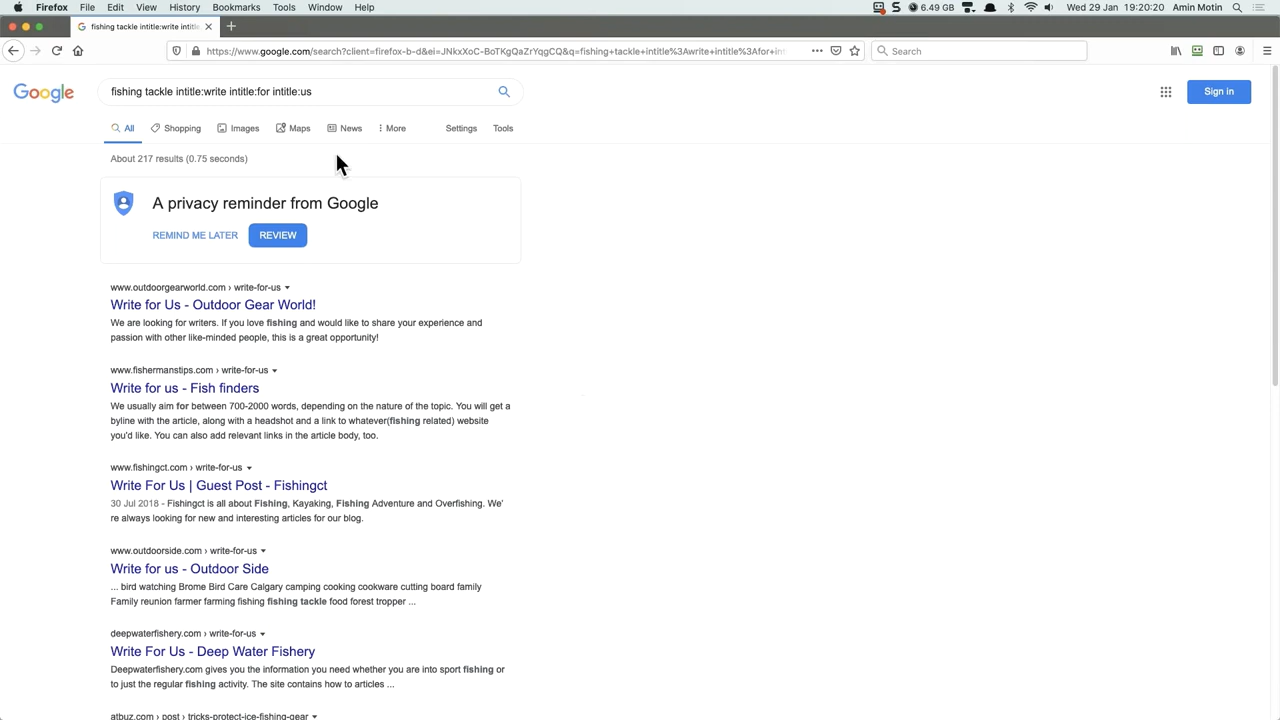 Firefox File Edit View History Bookmarks Tools Window Help 6.49 GB Wed 29 Jan 19:20:20 Amin Motin
fishing tackle intitle:write intitle
https://www.google.com/search?client=firefox-b-d&ei=JNkxXoC-BoTKgQaZrYqgCQ&q=fishing+tackle+intitle%3Awrite+intitle%3Afor+int Search
Google fishing tackle intitle:write intitle:for intitle:us Sign in
All Shopping Images Maps News More Settings Tools
About 217 results (0.75 seconds)
A privacy reminder from Google
REMIND ME LATER REVIEW
www.outdoorgearworld.com › write-for-us
Write for Us - Outdoor Gear World!
We are looking for writers. If you love fishing and would like to share your experience and
passion with other like-minded people, this is a great opportunity!
www.fishermanstips.com › write-for-us
Write for us - Fish finders
We usually aim for between 700-2000 words, depending on the nature of the topic. You will get a
byline with the article, along with a headshot and a link to whatever(fishing related) website
you'd like. You can also add relevant links in the article body, too.
www.fishingct.com › write-for-us
Write For Us | Guest Post - Fishingct
30 Jul 2018 - Fishingct is all about Fishing, Kayaking, Fishing Adventure and Overfishing. We'
re always looking for new and interesting articles for our blog.
www.outdoorside.com › write-for-us
Write for us - Outdoor Side
... bird watching Brome Bird Care Calgary camping cooking cookware cutting board family
Family reunion farmer farming fishing fishing tackle food forest tropper ...
deepwaterfishery.com › write-for-us
Write For Us - Deep Water Fishery
Deepwaterfishery.com gives you the information you need whether you are into sport fishing or
to just the regular fishing activity. The site contains how to articles ...
atbuz.com › post › tricks-protect-ice-fishing-gear